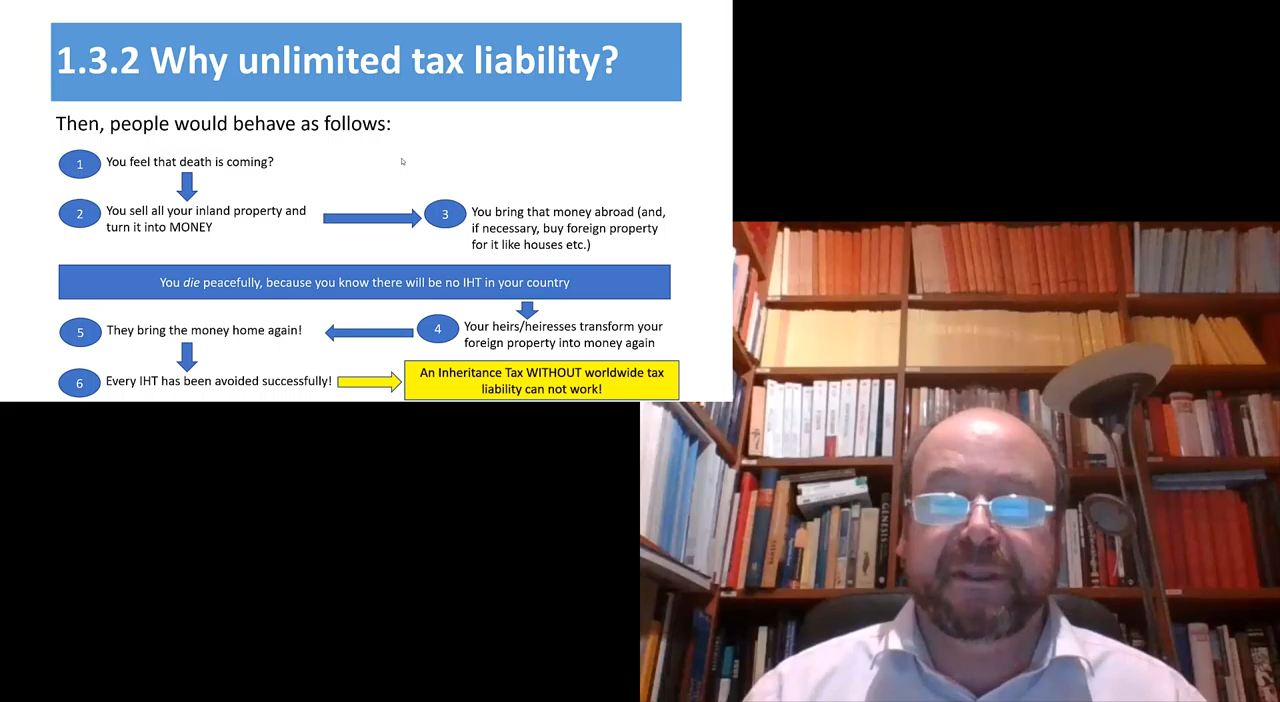 1.3.2 Why unlimited tax liability?
Then, people would behave as follows:
1
You feel that death is coming?
2
You sell all your inland property and
turn it into MONEY
3
You bring that money abroad (and,
if necessary, buy foreign property
for it like houses etc.)
You die peacefully, because you know there will be no IHT in your country
4
Your heirs/heiresses transform your
foreign property into money again
5
They bring the money home again!
6
Every IHT has been avoided successfully!
An Inheritance Tax WITHOUT worldwide tax
liability can not work!
GENESIS